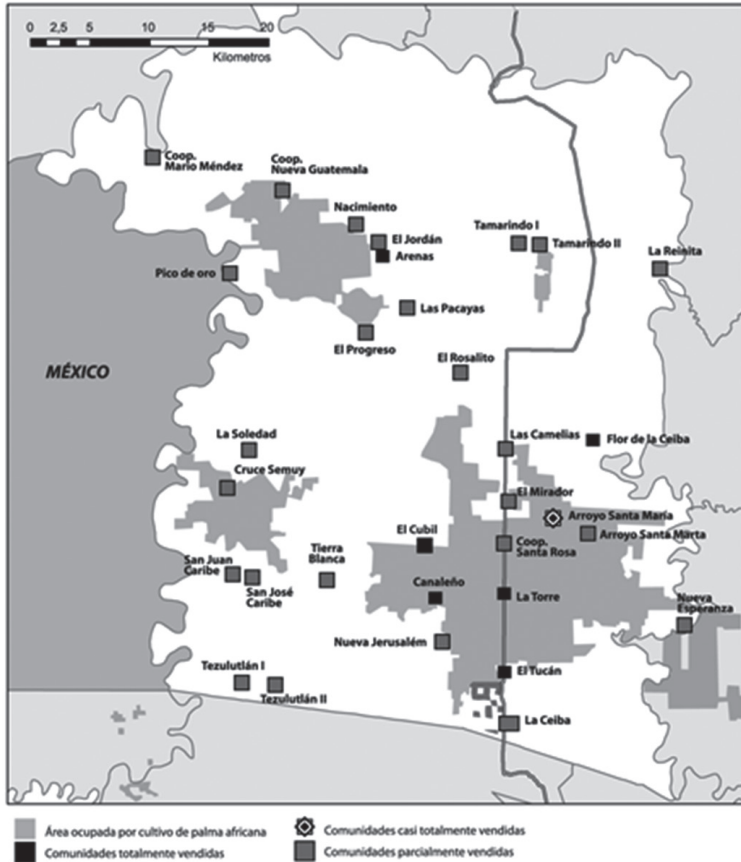 0 2,5 5 10 15 20
Kilometros
Coop.
Mario Méndez
Coop.
Nueva Guatemala
Nacimiento
El Jordán
Arenas
Tamarindo I
Tamarindo II
La Reinita
Pico de oro
Las Pacayas
El Progreso
MÉXICO
El Rosalito
La Soledad
Las Camelias
Flor de la Ceiba
Cruce Semuy
El Mirador
Arroyo Santa María
El Cubil
Arroyo Santa Marta
Coop.
Santa Rosa
San Juan
Caribe
San José
Caribe
Tierra
Blanca
Canaleño
La Torre
Nueva
Esperanza
Nueva Jerusalém
Tezulutlán I
Tezulutlán II
El Tucán
La Ceiba
Área ocupada por cultivo de palma africana
Comunidades casi totalmente vendidas
Comunidades totalmente vendidas
Comunidades parcialmente vendidas